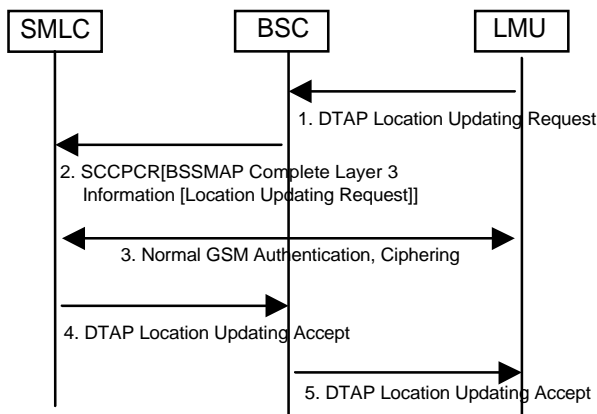 SMLC
BSC
LMU
1. DTAP Location Updating Request
2. SCCPCR[BSSMAP Complete Layer 3
Information [Location Updating Request]]
3. Normal GSM Authentication, Ciphering
4. DTAP Location Updating Accept
5. DTAP Location Updating Accept